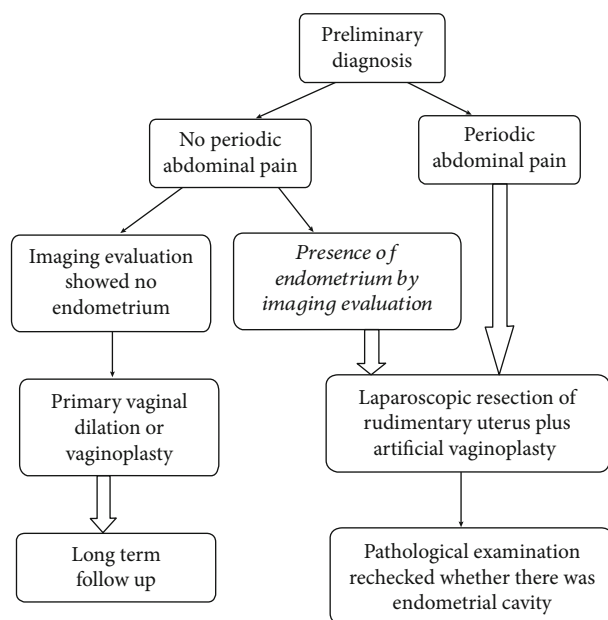 Preliminary
diagnosis
No periodic
abdominal pain
Periodic
abdominal pain
Imaging evaluation
showed no
endometrium
Presence of
endometrium by
imaging evaluation
Primary vaginal
dilation or
vaginoplasty
Laparoscopic resection of
rudimentary uterus plus
artificial vaginoplasty
Long term
follow up
Pathological examination
rechecked whether there was
endometrial cavity